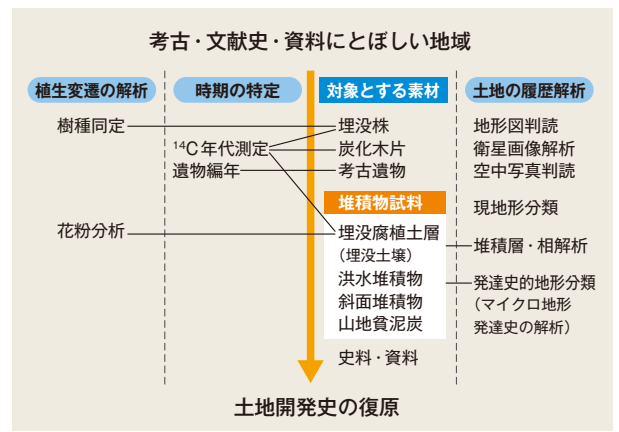 考古・文献史・資料にとぼしい地域
植生変遷の解析
樹種同定
花粉分析
時期の特定
¹⁴C年代測定
遺物編年
対象とする素材
埋没株
炭化木片
考古遺物
堆積物試料
埋没腐植土層
（埋没土壌）
洪水堆積物
斜面堆積物
山地貧泥炭
史料・資料
土地の履歴解析
地形図判読
衛星画像解析
空中写真判読
現地形分類
堆積層・相解析
発達史的地形分類
（マイクロ地形
発達史の解析）
土地開発史の復原